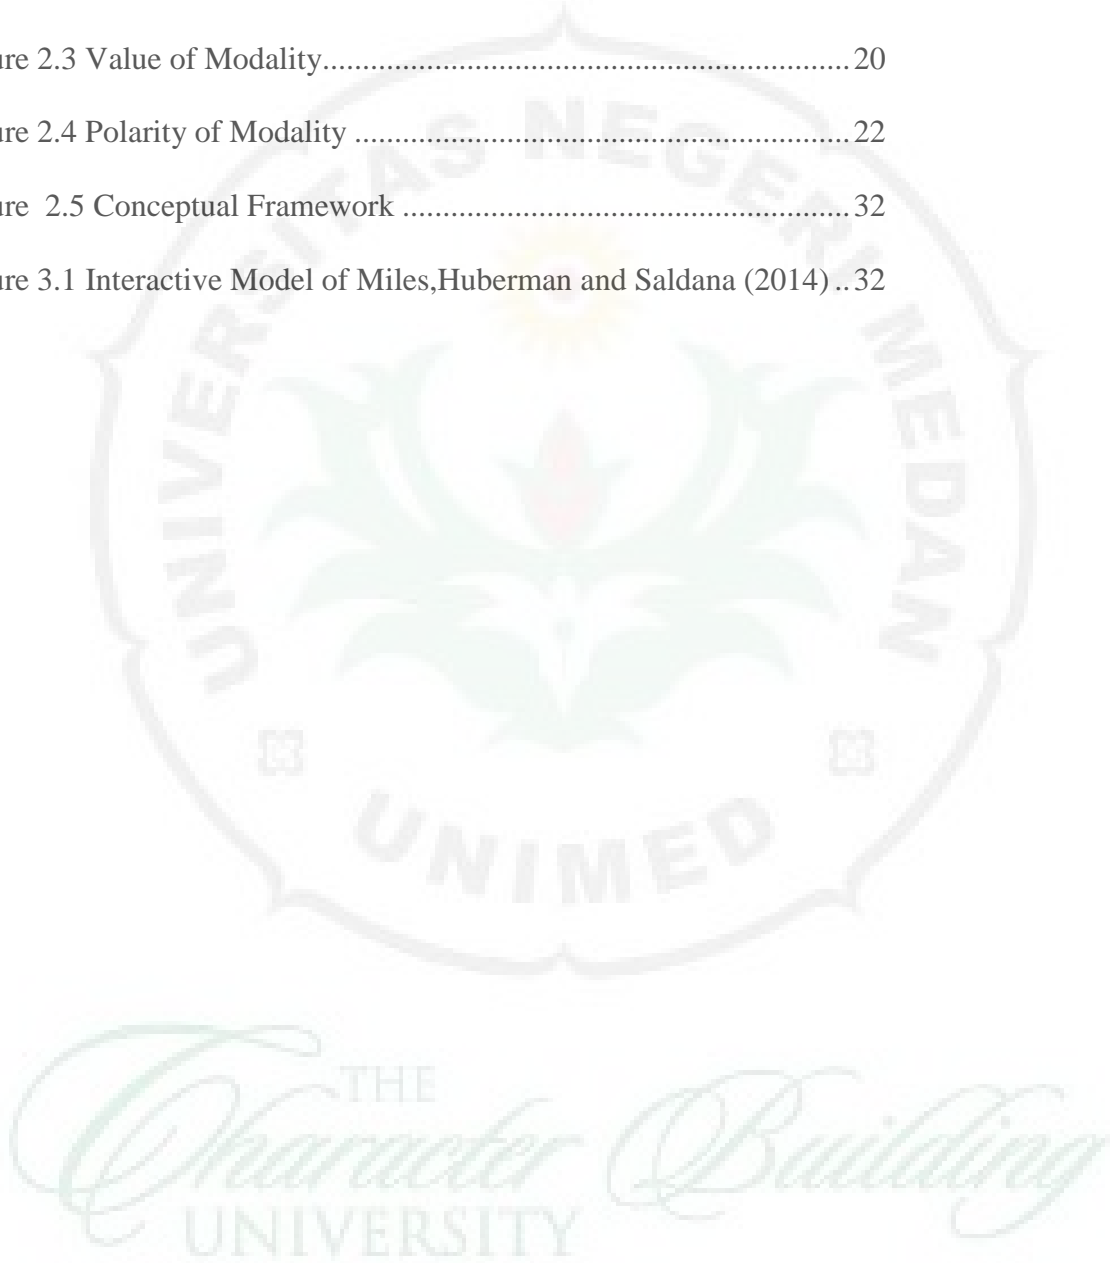 ure 2.3 Value of Modality.................................................................20
ure 2.4 Polarity of Modality .............................................................22
ure  2.5 Conceptual Framework .......................................................32
ure 3.1 Interactive Model of Miles,Huberman and Saldana (2014) ..32
UNIVERSITAS NEGERI MEDAN
UNIMED
THE
Character Building
UNIVERSITY